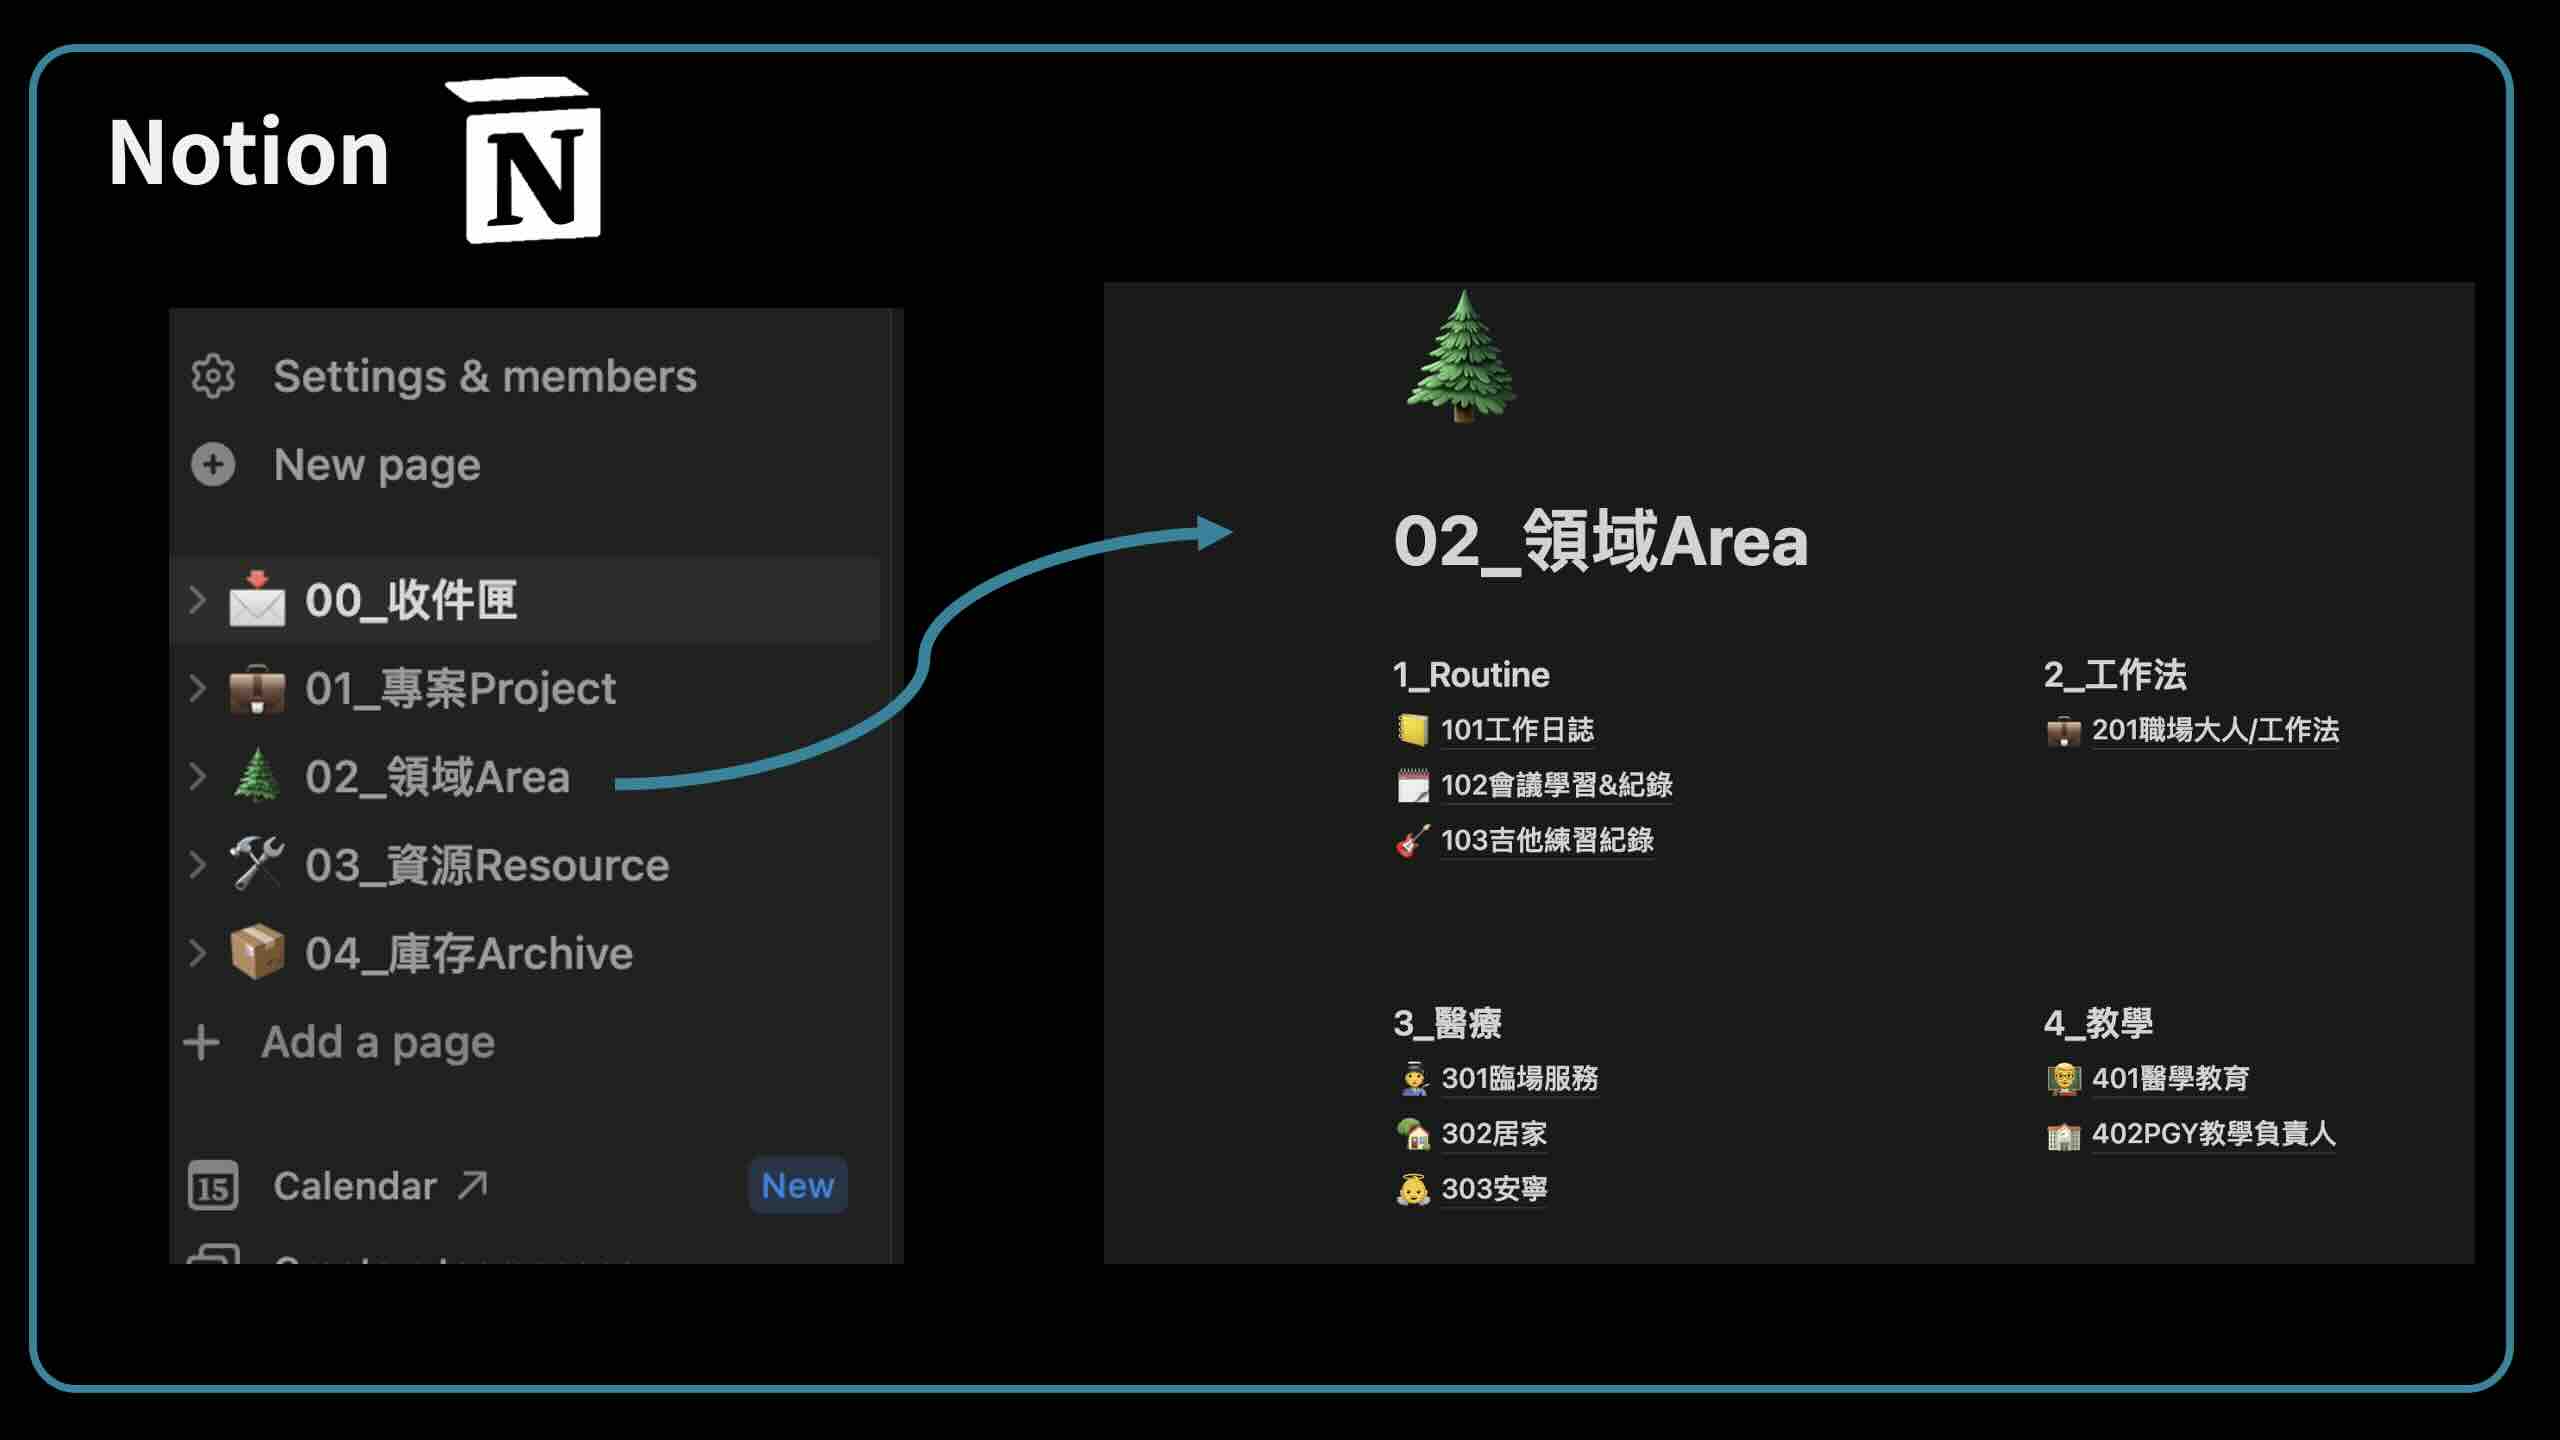 Notion
N
Settings & members
New page
00_收件匣
01_專案Project
02_領域Area
03_資源Resource
04_庫存Archive
Add a page
15
Calendar
New
02_領域Area
1_Routine
101工作日誌
102會議學習&紀錄
103吉他練習紀錄
2_工作法
201職場大人/工作法
3_醫療
301臨場服務
302居家
303安寧
4_教學
401醫學教育
402PGY教學負責人